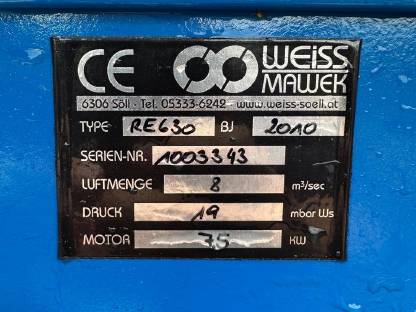 CE WEISS
MAWEK
6306 Söll · Tel. 05333-6242 · www.weiss-soell.at
TYPE RE630 BJ 2010
SERIEN-NR. 1003343
LUFTMENGE 8 m³/sec
DRUCK 19 mbar Ws
MOTOR 7.5 KW